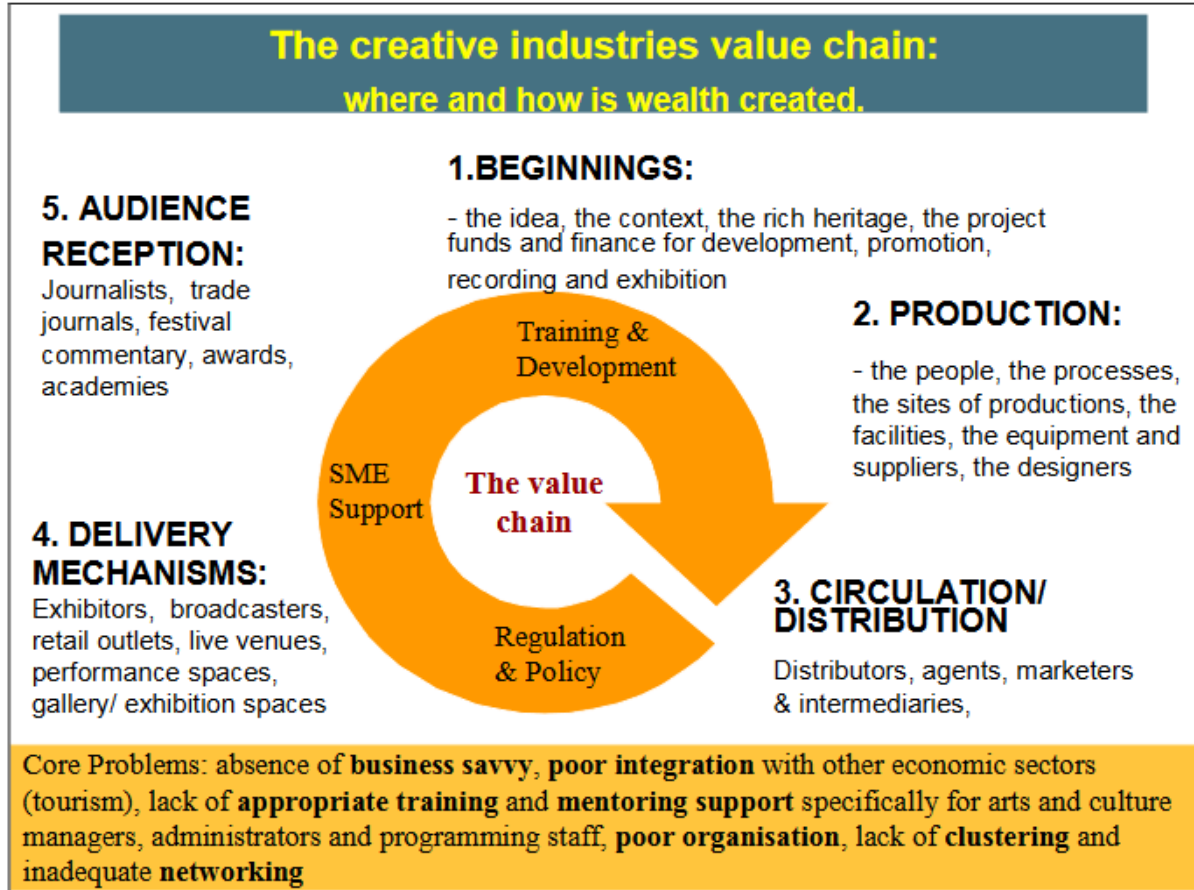 The creative industries value chain:
where and how is wealth created.
1.BEGINNINGS:
- the idea, the context, the rich heritage, the project
funds and finance for development, promotion,
recording and exhibition
2. PRODUCTION:
- the people, the processes,
the sites of productions, the
facilities, the equipment and
suppliers, the designers
3. CIRCULATION/
DISTRIBUTION
Distributors, agents, marketers
& intermediaries,
4. DELIVERY
MECHANISMS:
Exhibitors, broadcasters,
retail outlets, live venues,
performance spaces,
gallery/ exhibition spaces
5. AUDIENCE
RECEPTION:
Journalists, trade
journals, festival
commentary, awards,
academies
Training &
Development
SME
Support
The value
chain
Regulation
& Policy
Core Problems: absence of business savvy, poor integration with other economic sectors
(tourism), lack of appropriate training and mentoring support specifically for arts and culture
managers, administrators and programming staff, poor organisation, lack of clustering and
inadequate networking